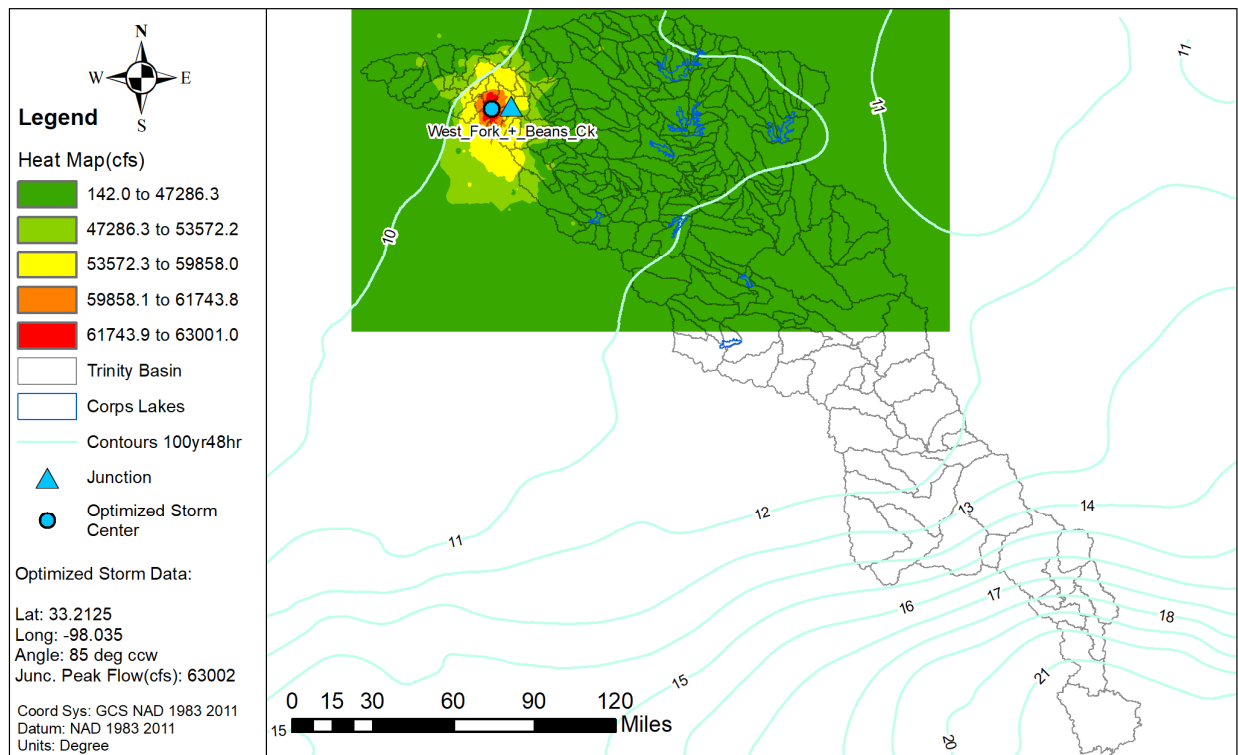 N
W E
S
Legend
Heat Map(cfs)
142.0 to 47286.3
47286.3 to 53572.2
53572.3 to 59858.0
59858.1 to 61743.8
61743.9 to 63001.0
Trinity Basin
Corps Lakes
Contours 100yr48hr
Junction
Optimized Storm
Center
Optimized Storm Data:
Lat: 33.2125
Long: -98.035
Angle: 85 deg ccw
Junc. Peak Flow(cfs): 63002
Coord Sys: GCS NAD 1983 2011
Datum: NAD 1983 2011
Units: Degree
West_Fork_+_Beans_Ck
11
11
10
12
13
14
11
16
17
18
15
21
20
15
0 15 30 60 90 120
Miles